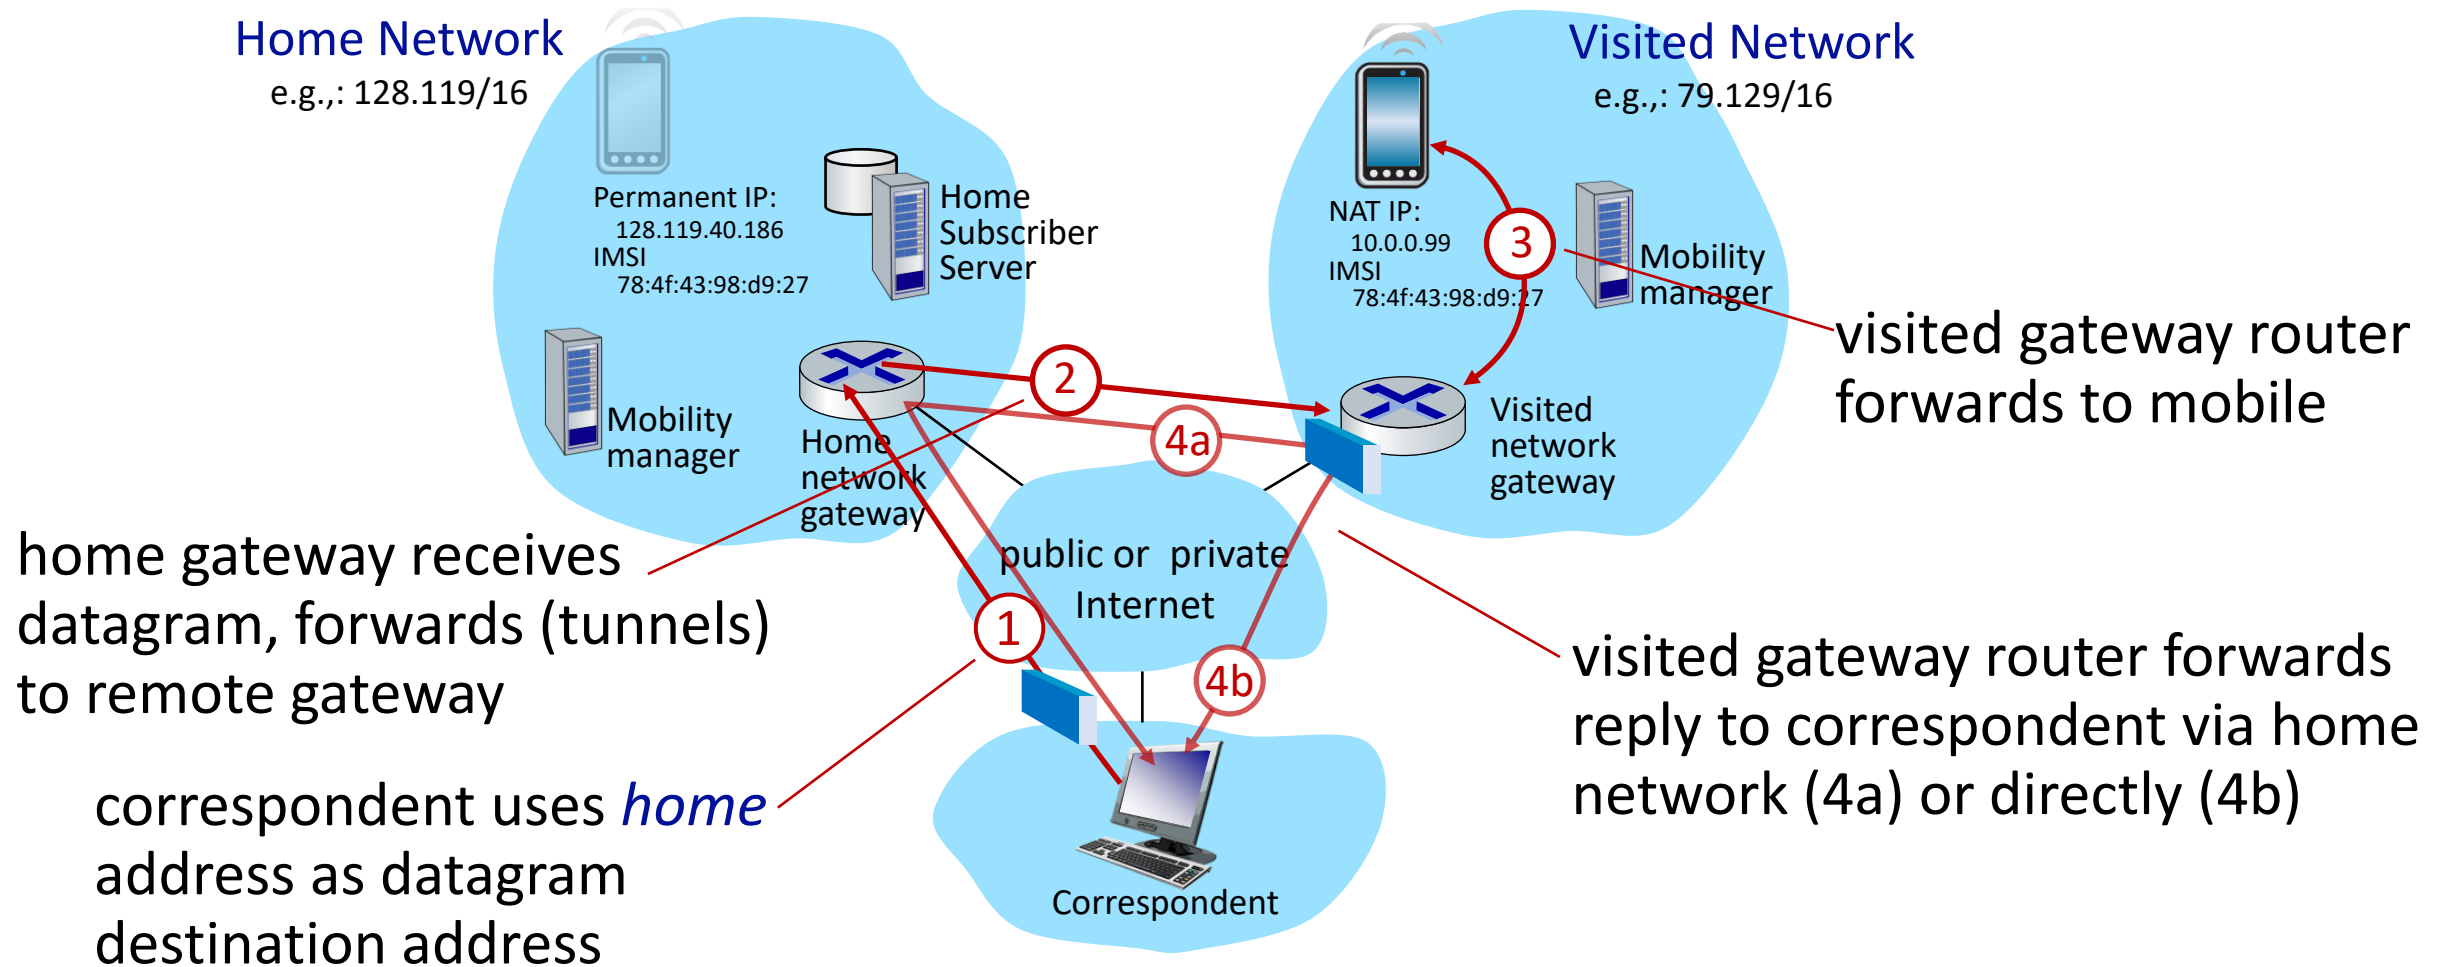 Home Network
e.g.,: 128.119/16
Visited Network
e.g.,: 79.129/16
Permanent IP:
128.119.40.186
IMSI
78:4f:43:98:d9:27
Home
Subscriber
Server
NAT IP:
10.0.0.99
IMSI
78:4f:43:98:d9:27
3
Mobility
manager
visited gateway router
forwards to mobile
Mobility
manager
Home
network
gateway
2
4a
Visited
network
gateway
home gateway receives
datagram, forwards (tunnels)
to remote gateway
public or private
Internet
1
4b
visited gateway router forwards
reply to correspondent via home
network (4a) or directly (4b)
correspondent uses home
address as datagram
destination address
Correspondent